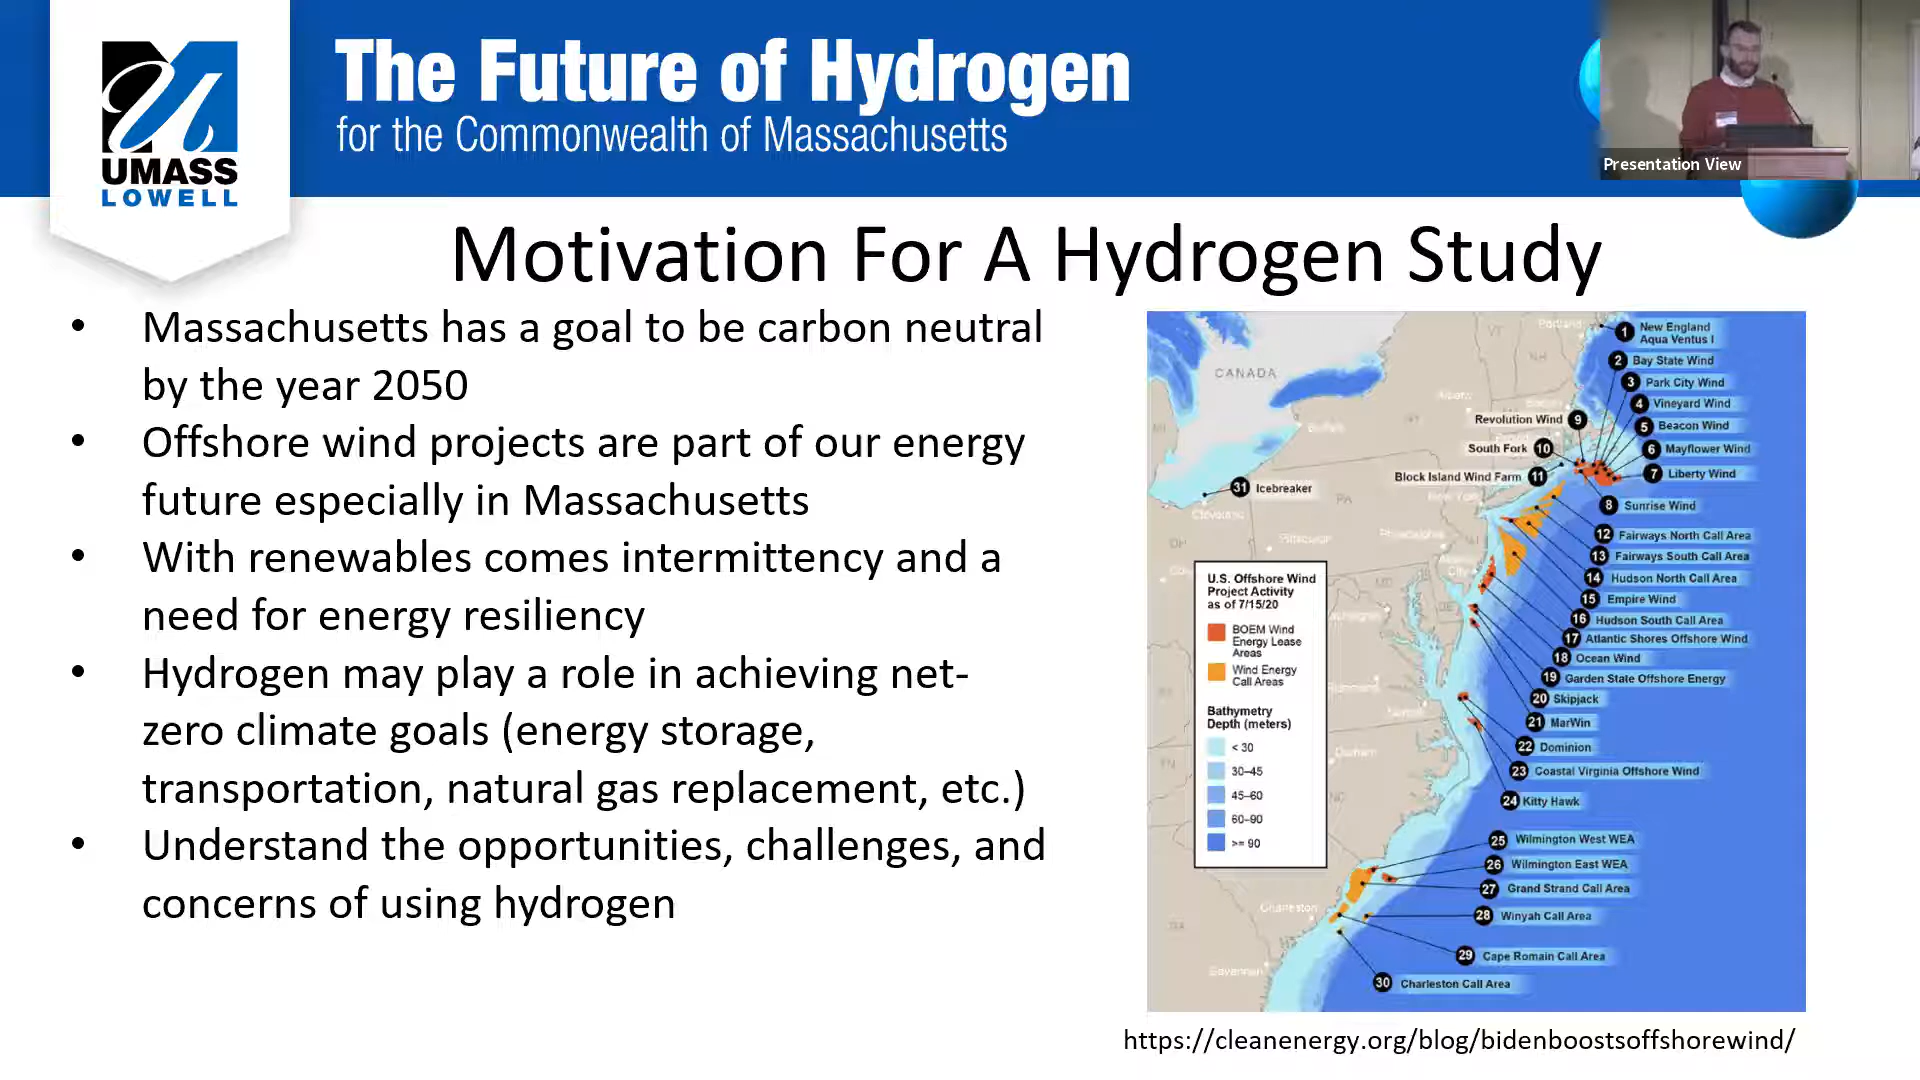 The Future of Hydrogen
for the Commonwealth of Massachusetts
UMASS
LOWELL
Presentation View
Motivation For A Hydrogen Study
• Massachusetts has a goal to be carbon neutral
by the year 2050
• Offshore wind projects are part of our energy
future especially in Massachusetts
• With renewables comes intermittency and a
need for energy resiliency
• Hydrogen may play a role in achieving net-
zero climate goals (energy storage,
transportation, natural gas replacement, etc.)
• Understand the opportunities, challenges, and
concerns of using hydrogen
CANADA
Portland
VT
NH
Buffalo
Cleveland
Pittsburgh
PA
Philadelphia
Charleston
Savannah
1 New England
Aqua Ventus I
2 Bay State Wind
3 Park City Wind
4 Vineyard Wind
5 Beacon Wind
6 Mayflower Wind
7 Liberty Wind
8 Sunrise Wind
Revolution Wind 9
South Fork 10
Block Island Wind Farm 11
31 Icebreaker
12 Fairways North Call Area
13 Fairways South Call Area
14 Hudson North Call Area
15 Empire Wind
16 Hudson South Call Area
17 Atlantic Shores Offshore Wind
18 Ocean Wind
19 Garden State Offshore Energy
20 Skipjack
21 MarWin
22 Dominion
23 Coastal Virginia Offshore Wind
24 Kitty Hawk
25 Wilmington West WEA
26 Wilmington East WEA
27 Grand Strand Call Area
28 Winyah Call Area
29 Cape Romain Call Area
30 Charleston Call Area
U.S. Offshore Wind
Project Activity
as of 7/15/20
BOEM Wind
Energy Lease
Areas
Wind Energy
Call Areas
Bathymetry
Depth (meters)
< 30
30–45
45–60
60–90
>= 90
https://cleanenergy.org/blog/bidenboostsoffshorewind/